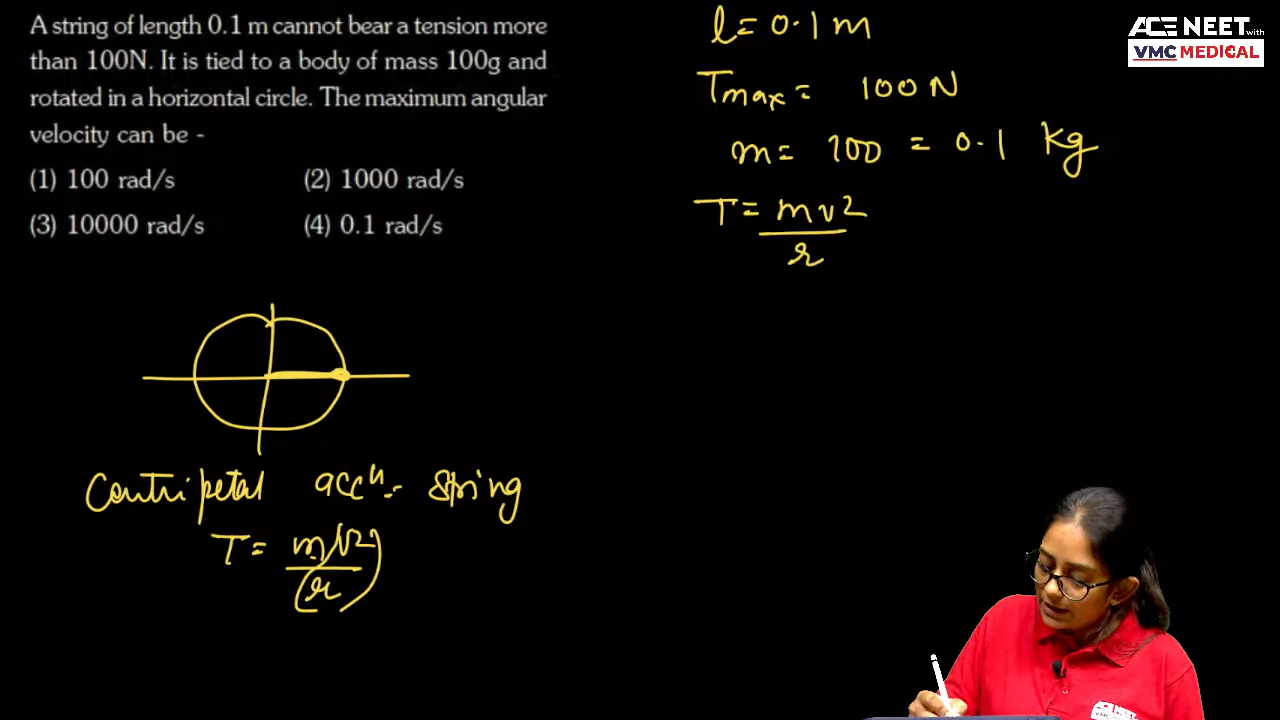 A string of length 0.1 m cannot bear a tension more
than 100N. It is tied to a body of mass 100g and
rotated in a horizontal circle. The maximum angular
velocity can be -
(1) 100 rad/s (2) 1000 rad/s
(3) 10000 rad/s (4) 0.1 rad/s
l = 0.1 m
Tmax = 100 N
m = 100 = 0.1 kg
T = mv2
r
Centripetal accn - string
T = mv2
(r)
ACE NEET with
VMC MEDICAL